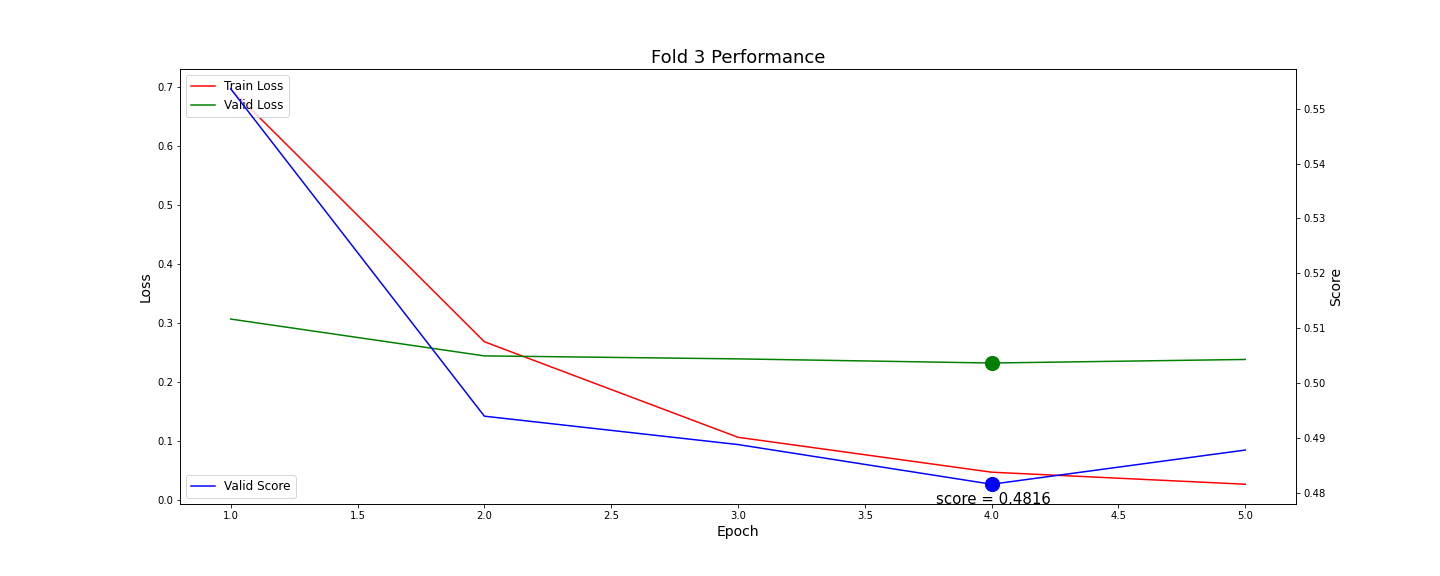 Fold 3 Performance
Train Loss
Valid Loss
Valid Score
0.7
0.6
0.5
0.4
0.3
0.2
0.1
0.0
Loss
0.55
0.54
0.53
0.52
0.51
0.50
0.49
0.48
Score
score = 0.4816
1.0 1.5 2.0 2.5 3.0 3.5 4.0 4.5 5.0
Epoch